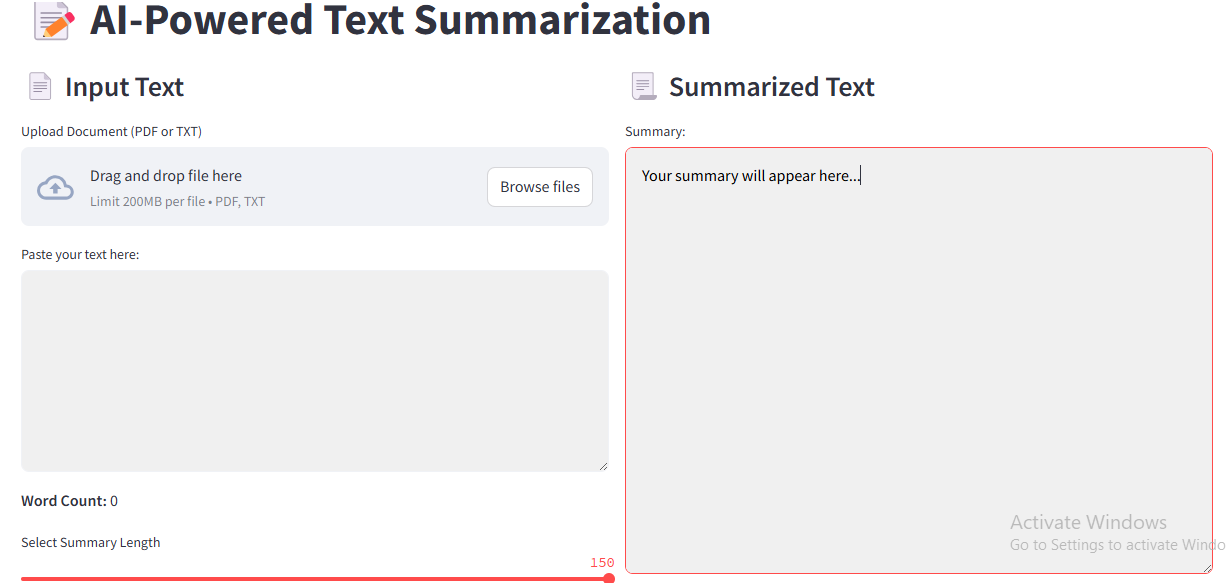 AI-Powered Text Summarization
Input Text
Upload Document (PDF or TXT)
Drag and drop file here
Limit 200MB per file • PDF, TXT
Browse files
Paste your text here:
Word Count: 0
Select Summary Length
150
Summarized Text
Summary:
Your summary will appear here...
Activate Windows
Go to Settings to activate Windo